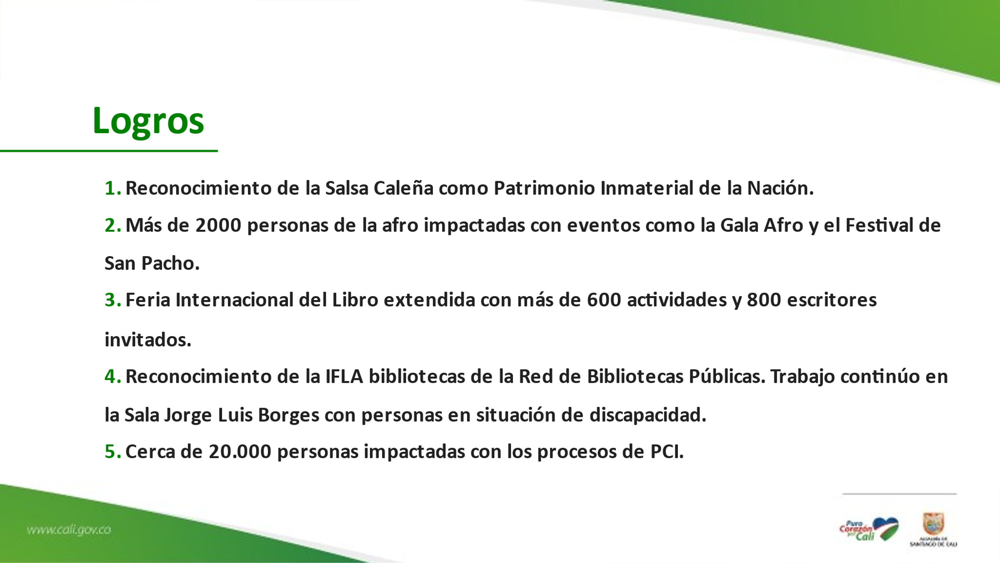 Logros
1. Reconocimiento de la Salsa Caleña como Patrimonio Inmaterial de la Nación.
2. Más de 2000 personas de la afro impactadas con eventos como la Gala Afro y el Festival de
San Pacho.
3. Feria Internacional del Libro extendida con más de 600 actividades y 800 escritores
invitados.
4. Reconocimiento de la IFLA bibliotecas de la Red de Bibliotecas Públicas. Trabajo continúo en
la Sala Jorge Luis Borges con personas en situación de discapacidad.
5. Cerca de 20.000 personas impactadas con los procesos de PCI.
www.cali.gov.co
Puro
Corazón
por Cali
ALCALDÍA DE
SANTIAGO DE CALI